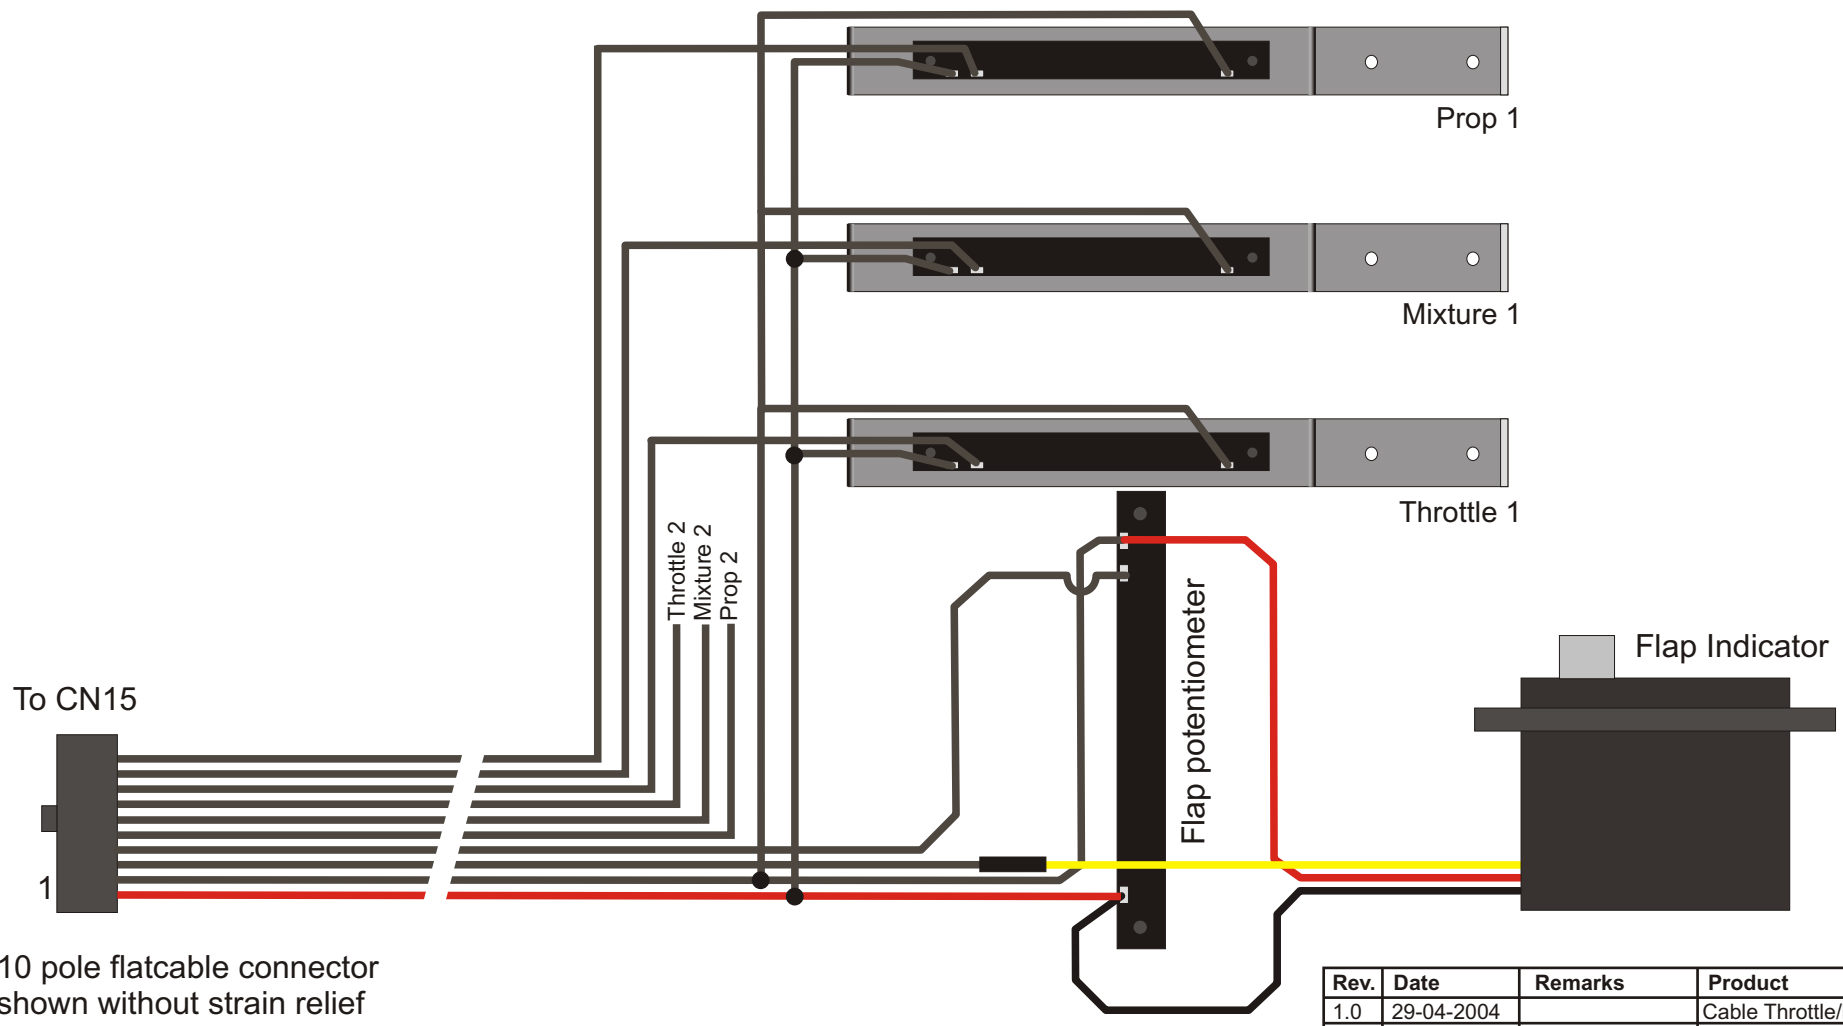 Prop 1
Mixture 1
Throttle 1
Throttle 2
Mixture 2
Prop 2
Flap potentiometer
Flap Indicator
To CN15
1
10 pole flatcable connector
shown without strain relief
Rev. Date Remarks Product
1.0 29-04-2004 Cable Throttle/